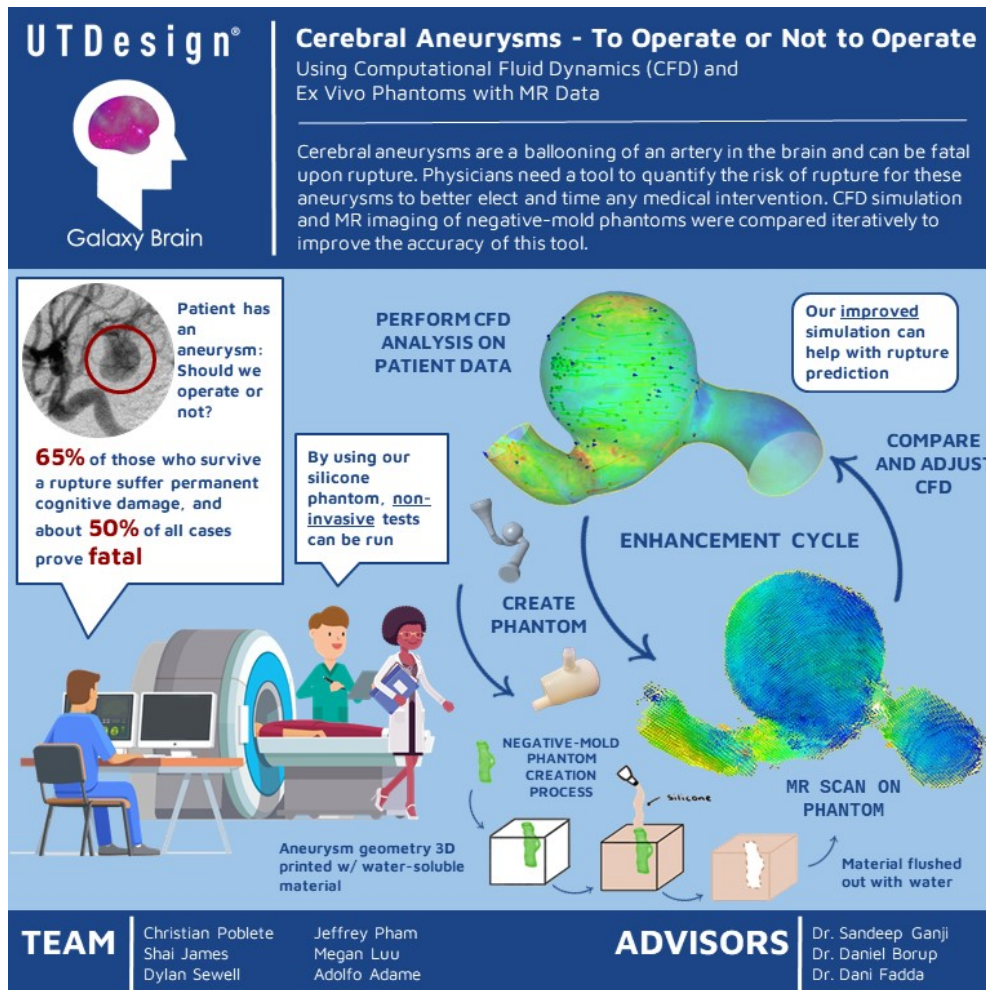 UTDesign®
Galaxy Brain
Cerebral Aneurysms - To Operate or Not to Operate
Using Computational Fluid Dynamics (CFD) and
Ex Vivo Phantoms with MR Data
Cerebral aneurysms are a ballooning of an artery in the brain and can be fatal
upon rupture. Physicians need a tool to quantify the risk of rupture for these
aneurysms to better elect and time any medical intervention. CFD simulation
and MR imaging of negative-mold phantoms were compared iteratively to
improve the accuracy of this tool.
Patient has
an
aneurysm:
Should we
operate or
not?
65% of those who survive
a rupture suffer permanent
cognitive damage, and
about 50% of all cases
prove fatal
By using our
silicone
phantom, non-
invasive tests
can be run
PERFORM CFD
ANALYSIS ON
PATIENT DATA
Our improved
simulation can
help with rupture
prediction
COMPARE
AND ADJUST
CFD
ENHANCEMENT CYCLE
CREATE
PHANTOM
NEGATIVE-MOLD
PHANTOM
CREATION
PROCESS
silicone
MR SCAN ON
PHANTOM
Aneurysm geometry 3D
printed w/ water-soluble
material
Material flushed
out with water
TEAM
Christian Poblete
Shai James
Dylan Sewell
Jeffrey Pham
Megan Luu
Adolfo Adame
ADVISORS
Dr. Sandeep Ganji
Dr. Daniel Borup
Dr. Dani Fadda